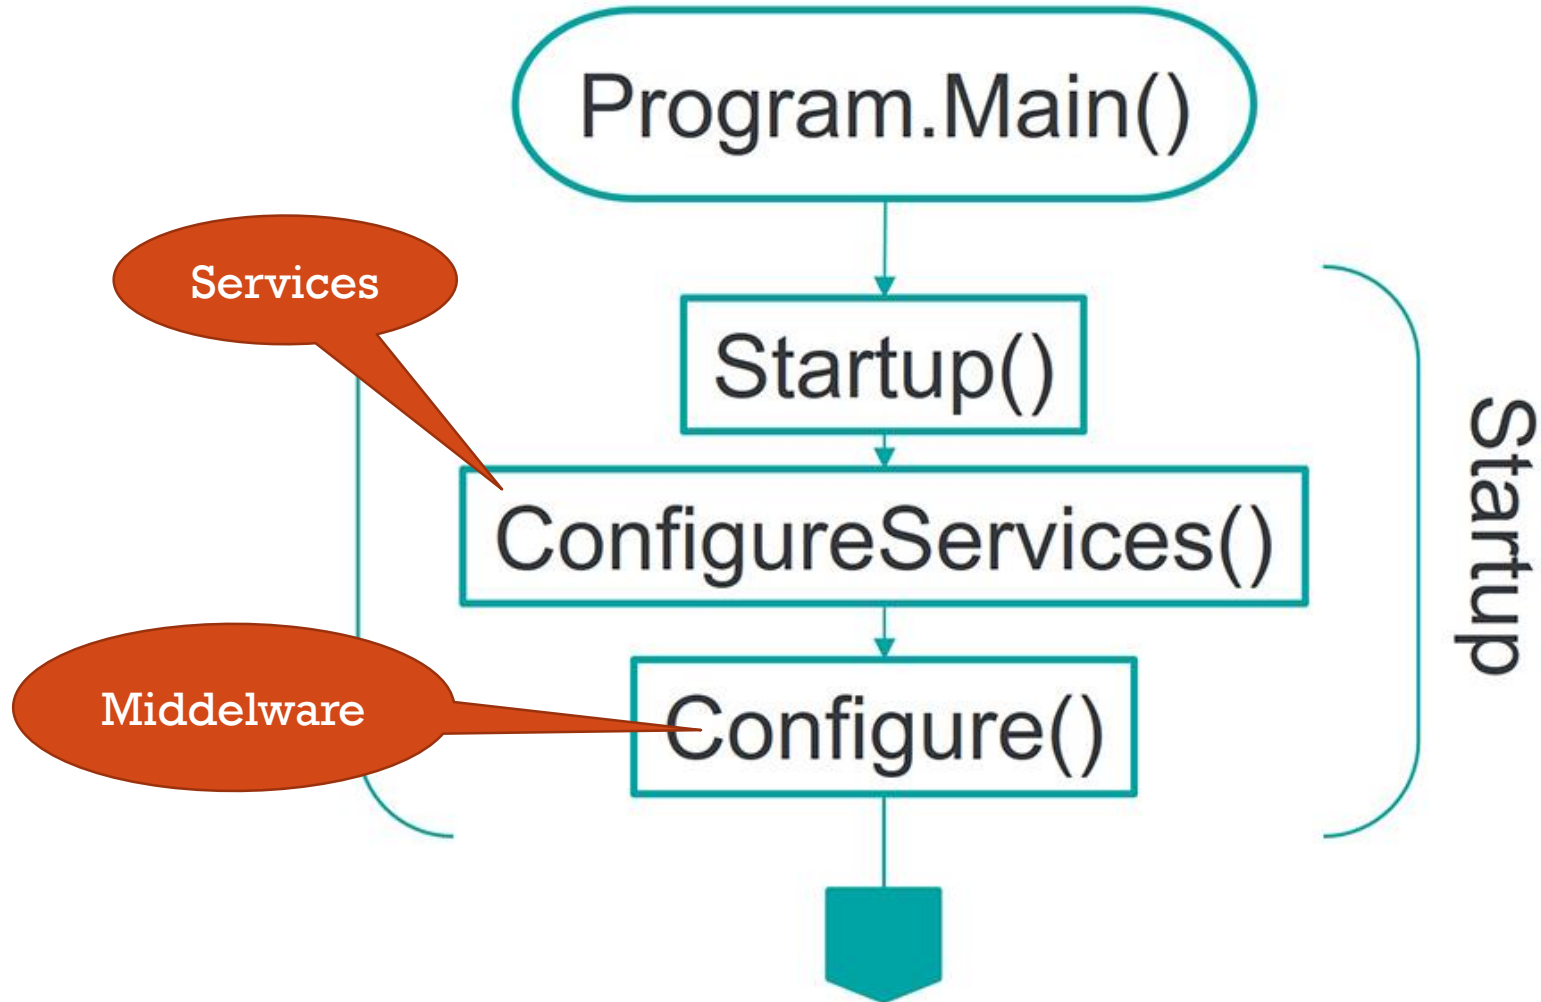 Program.Main()
Services
Startup()
Startup
ConfigureServices()
Middelware
Configure()